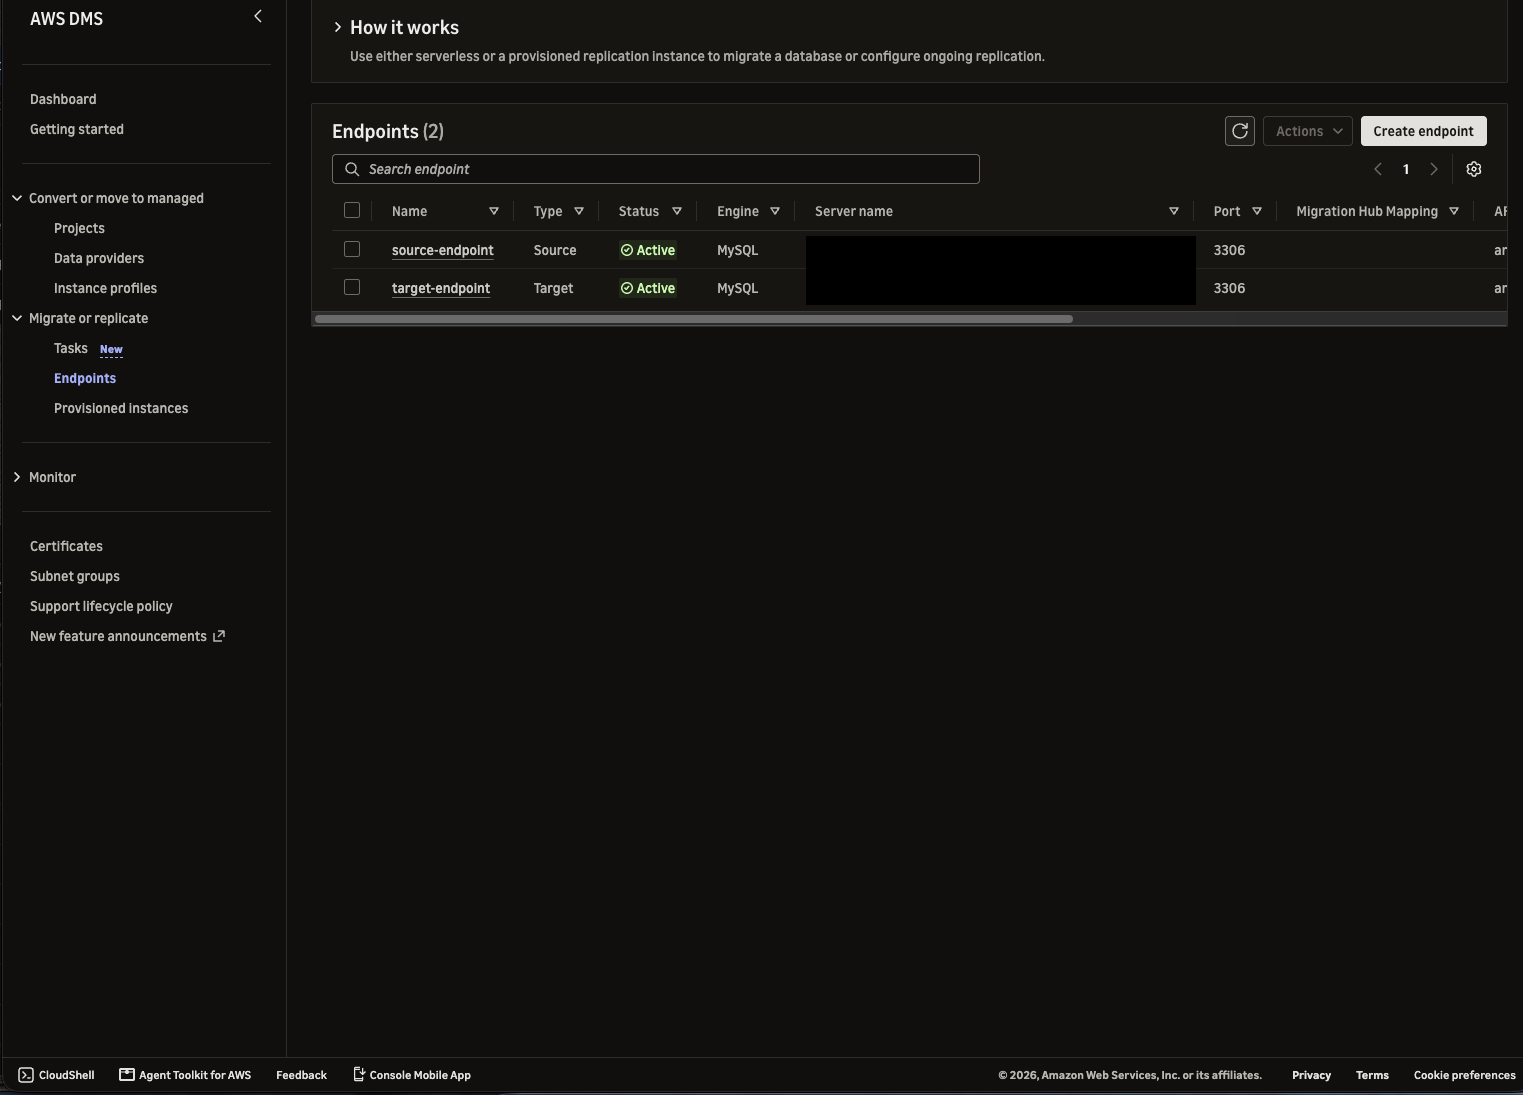 AWS DMS
Dashboard
Getting started
Convert or move to managed
Projects
Data providers
Instance profiles
Migrate or replicate
Tasks New
Endpoints
Provisioned instances
Monitor
Certificates
Subnet groups
Support lifecycle policy
New feature announcements
How it works
Use either serverless or a provisioned replication instance to migrate a database or configure ongoing replication.
Endpoints (2)
Actions
Create endpoint
Search endpoint
1
Name Type Status Engine Server name Port Migration Hub Mapping
source-endpoint Source Active MySQL 3306
target-endpoint Target Active MySQL 3306
CloudShell Agent Toolkit for AWS Feedback Console Mobile App © 2026, Amazon Web Services, Inc. or its affiliates. Privacy Terms Cookie preferences